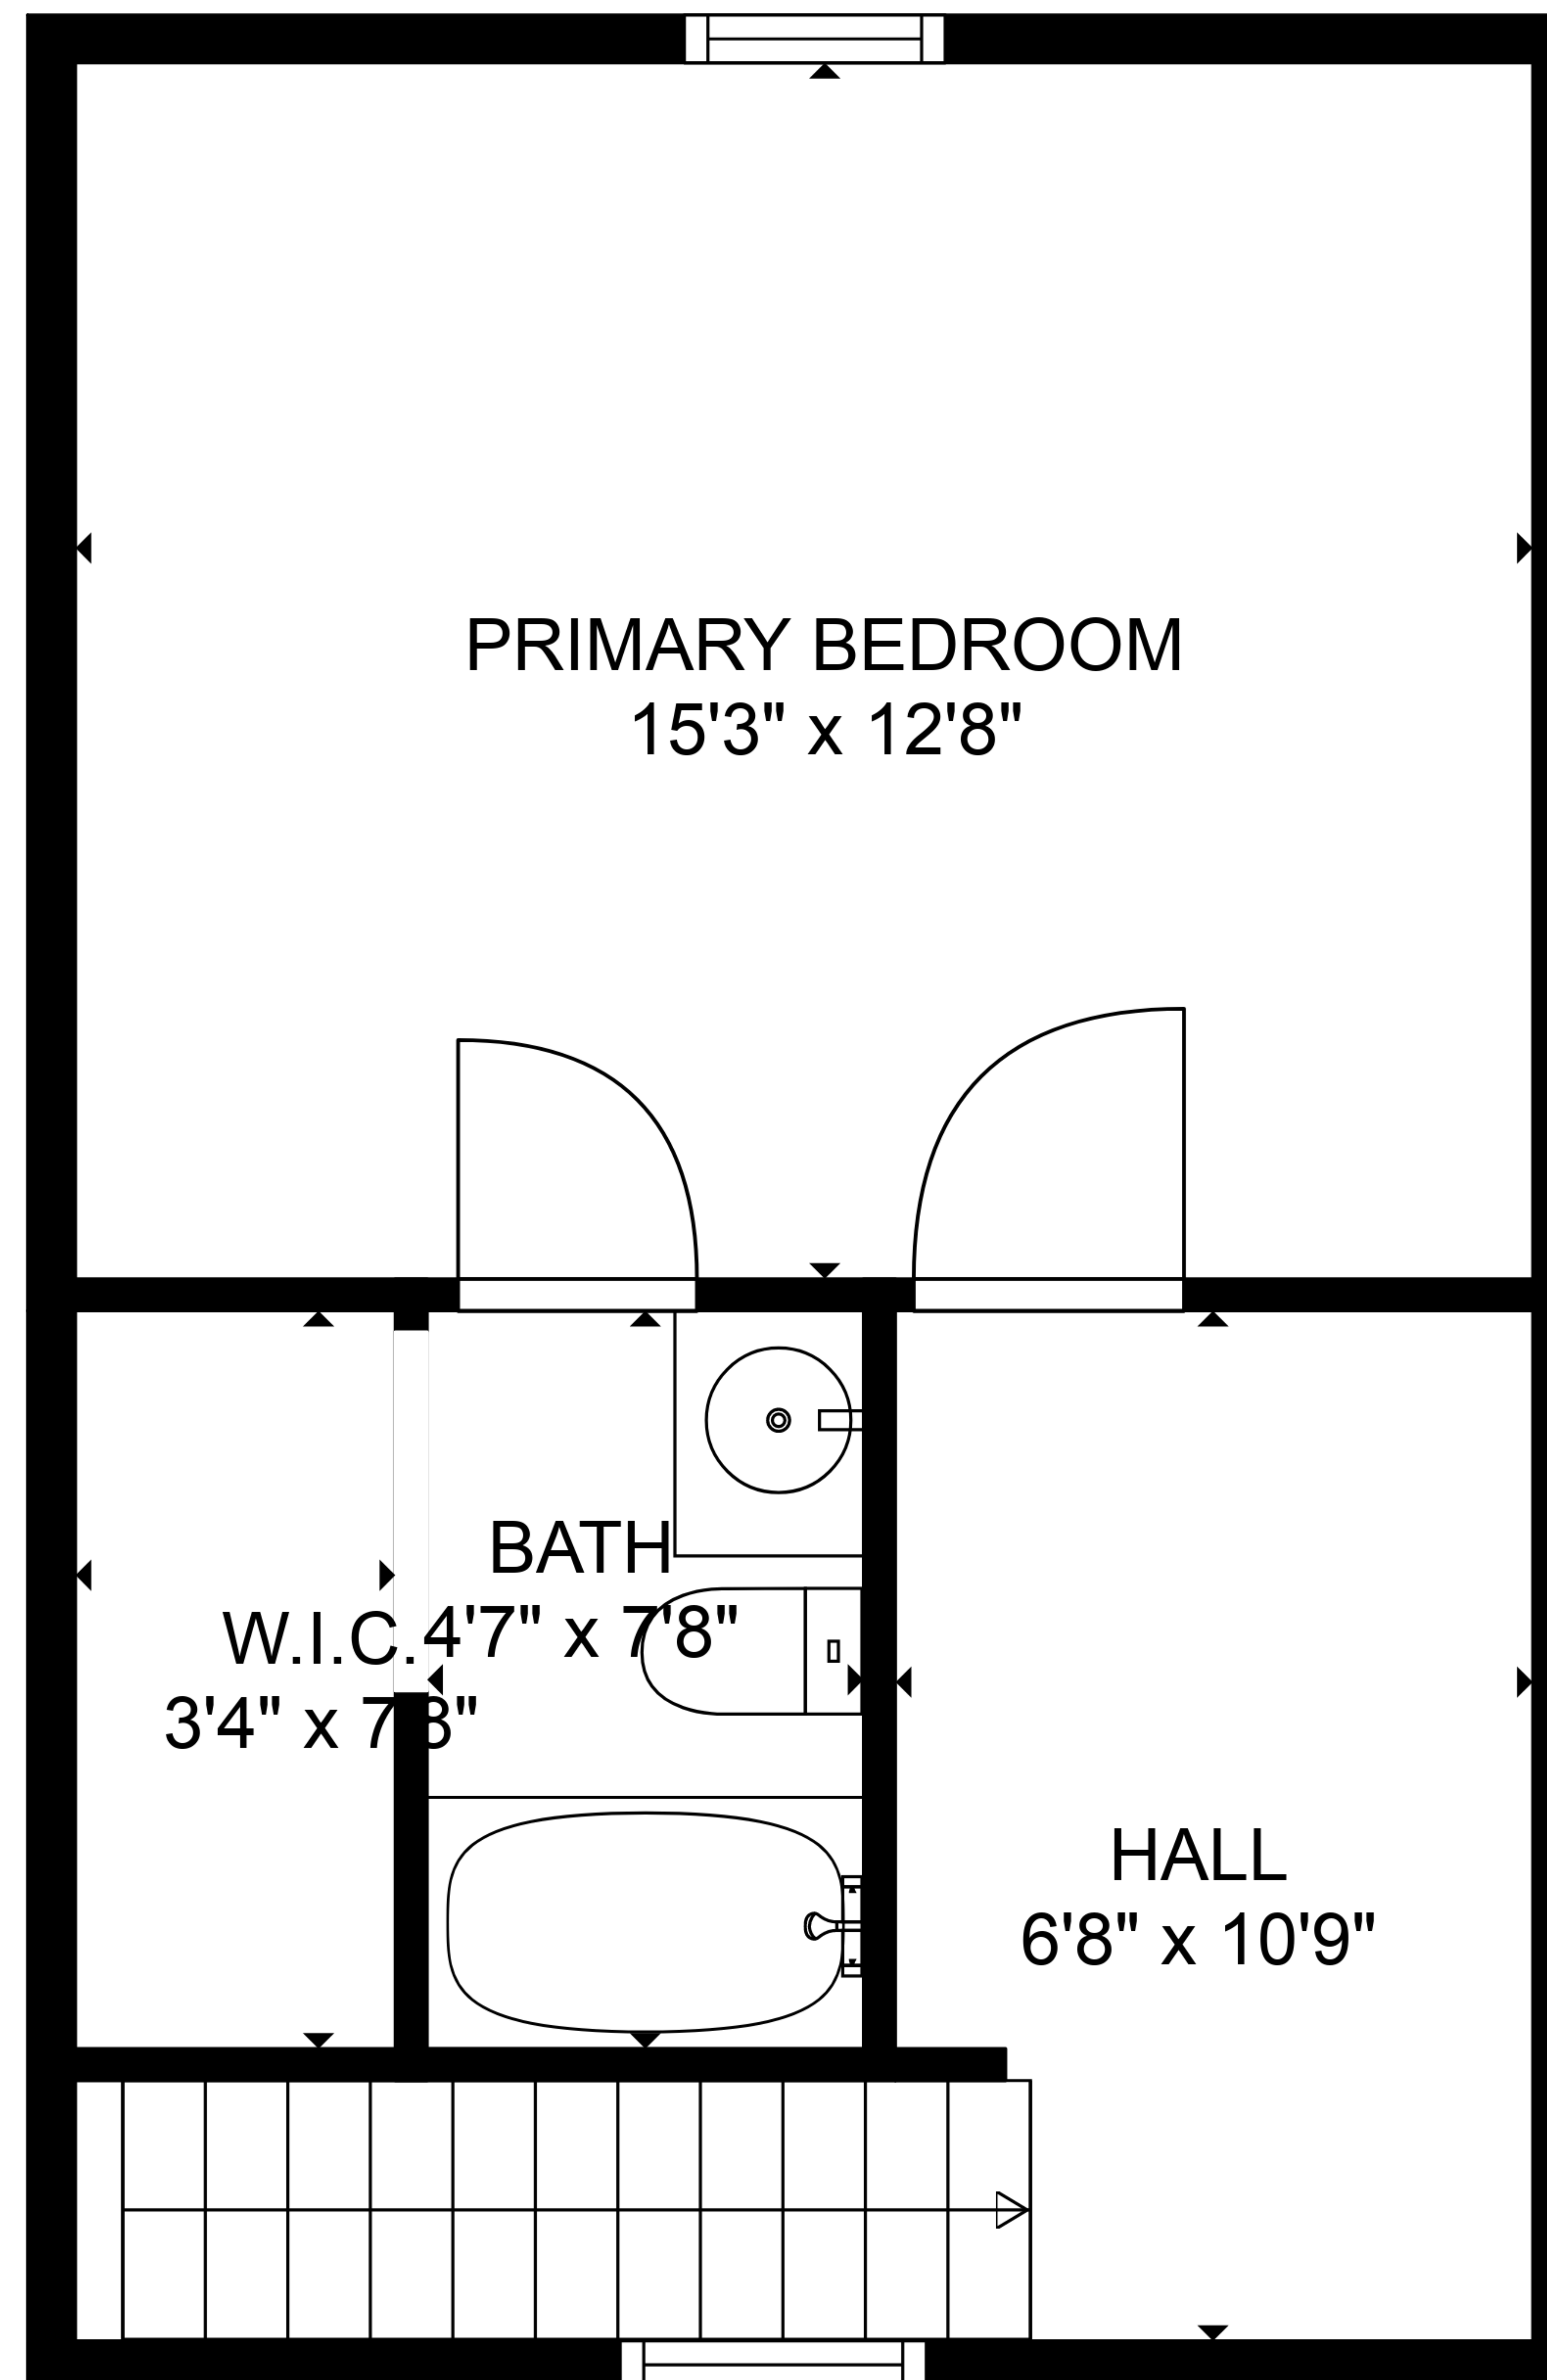 PRIMARY BEDROOM
15'3" x 12'8"
BATH
4'7" x 7'8"
W.I.C.
3'4" x 7'8"
HALL
6'8" x 10'9"